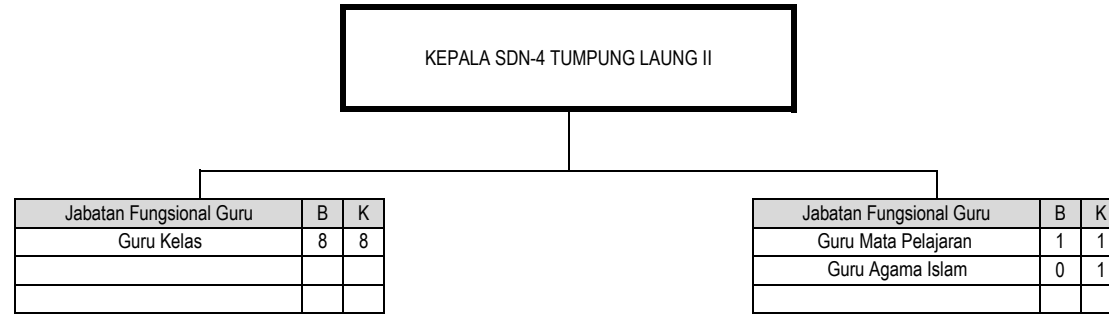 KEPALA SDN-4 TUMPUNG LAUNG II
Jabatan Fungsional Guru B K
Guru Kelas 8 8
Jabatan Fungsional Guru B K
Guru Mata Pelajaran 1 1
Guru Agama Islam 0 1